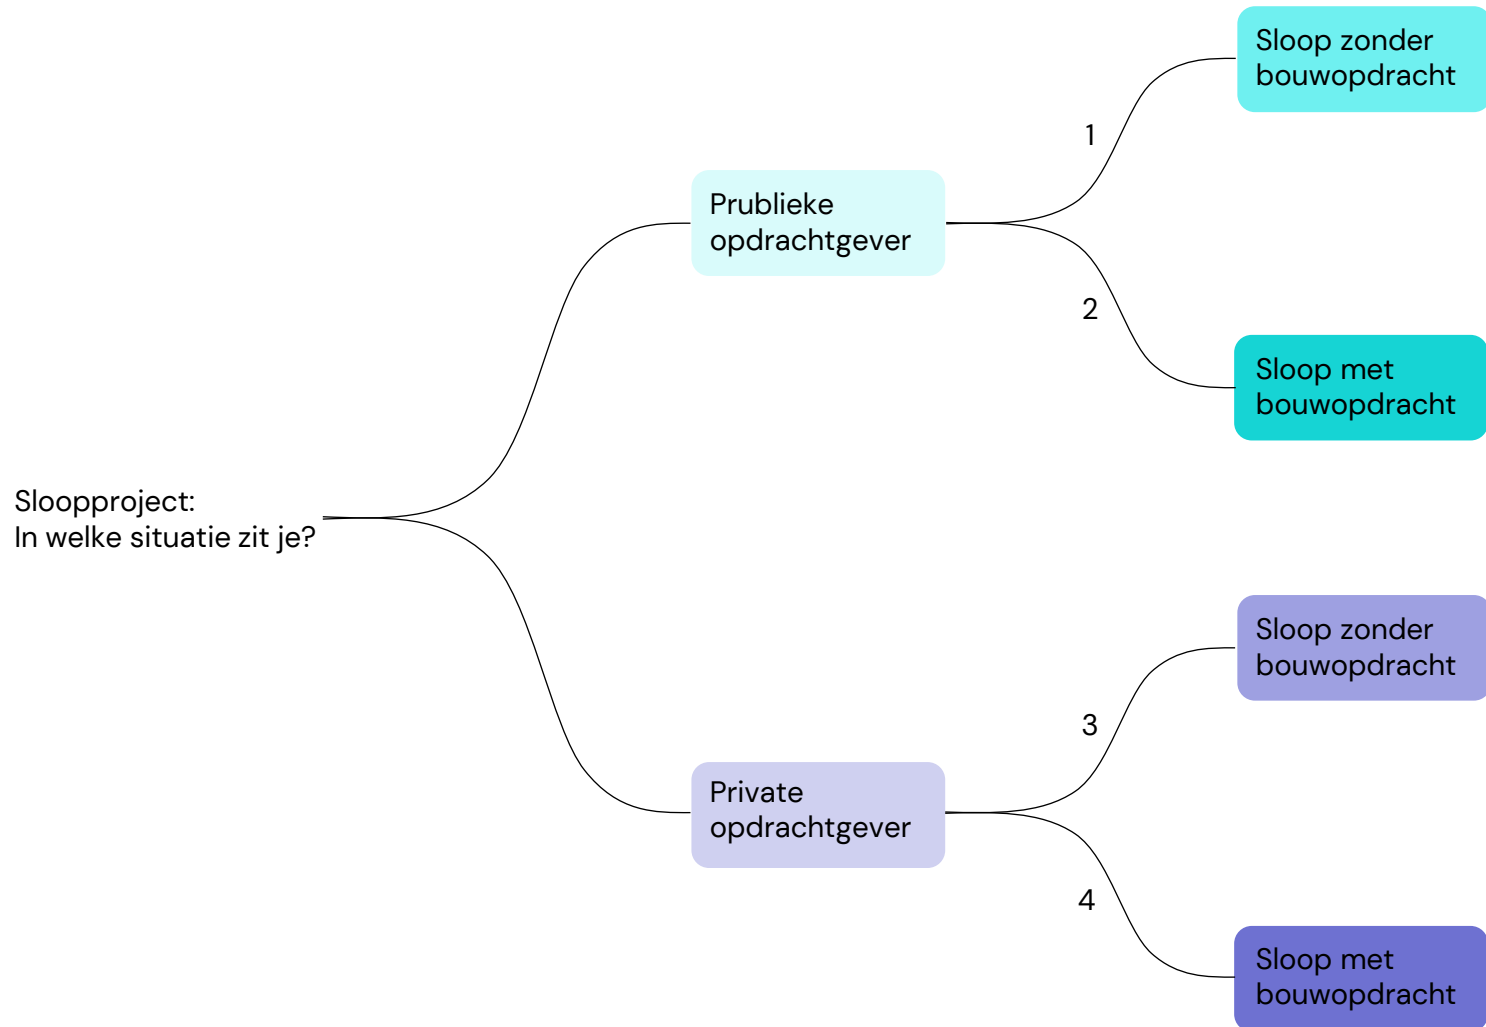 Sloopproject:
In welke situatie zit je?
Prublieke
opdrachtgever
1
Sloop zonder
bouwopdracht
2
Sloop met
bouwopdracht
Private
opdrachtgever
3
Sloop zonder
bouwopdracht
4
Sloop met
bouwopdracht